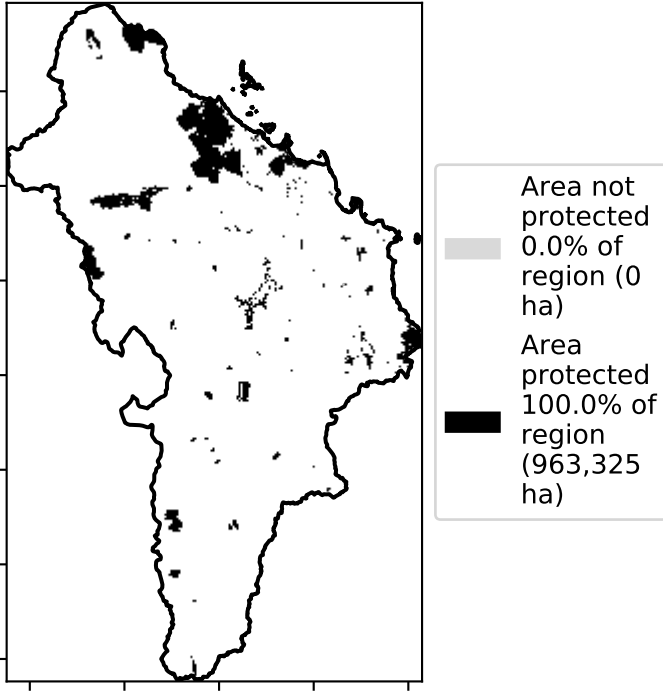 Area not
protected
0.0% of
region (0
ha)
Area
protected
100.0% of
region
(963,325
ha)